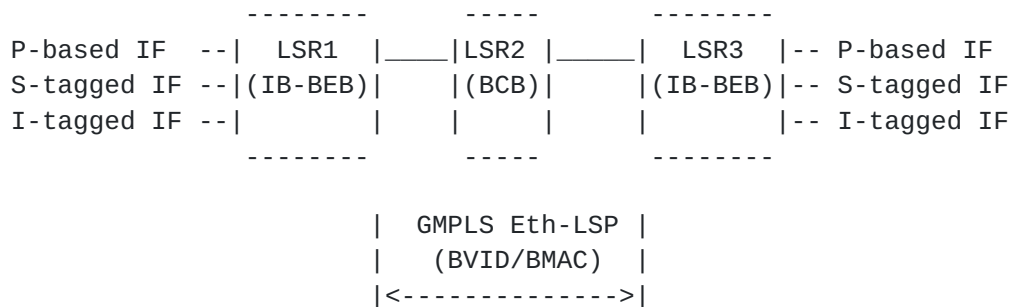 -------- ----- --------
P-based IF --| LSR1 |____|LSR2 |_____| LSR3 |-- P-based IF
S-tagged IF --|(IB-BEB)| |(BCB)| |(IB-BEB)|-- S-tagged IF
I-tagged IF --| | | | | |-- I-tagged IF
-------- ----- --------
| GMPLS Eth-LSP |
| (BVID/BMAC) |
|<-------------->|